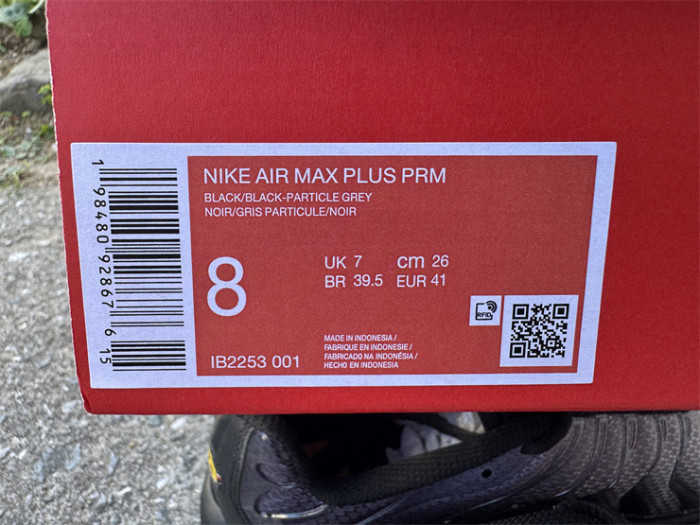 NIKE AIR MAX PLUS PRM
BLACK/BLACK-PARTICLE GREY
NOIR/GRIS PARTICULE/NOIR
8
UK 7 cm 26
BR 39.5 EUR 41
RFID
IB2253 001
MADE IN INDONESIA /
FABRIQUE EN INDONESIE /
FABRICADO NA INDONÉSIA /
HECHO EN INDONESIA
1 98480 92867 6 15